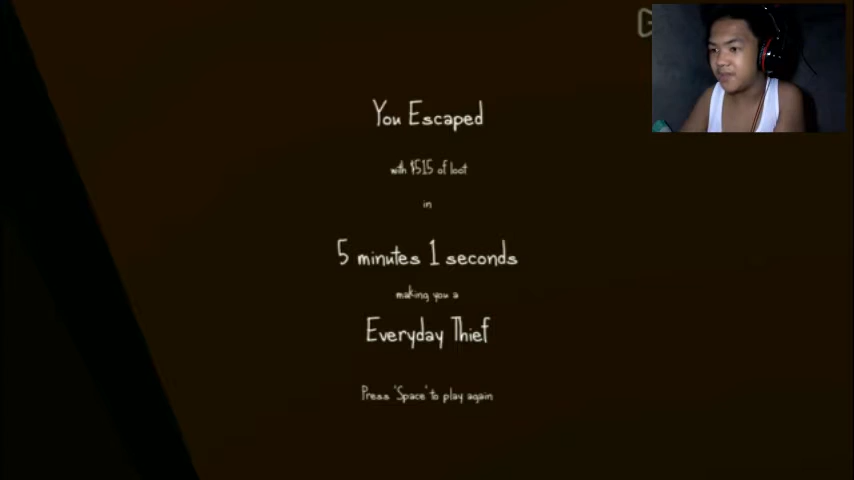 You Escaped
with $515 of loot
in
5 minutes 1 seconds
making you a
Everyday Thief
Press 'Space' to play again